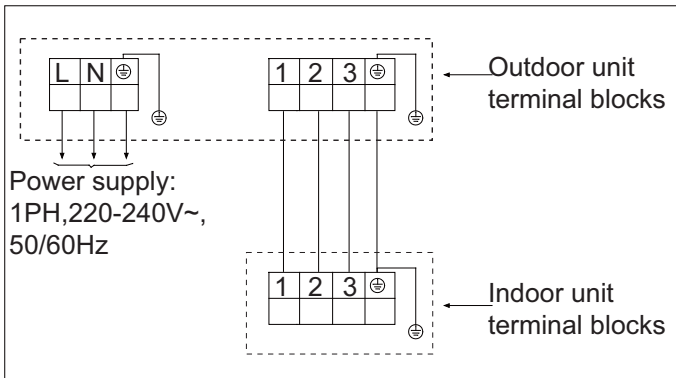 L N
1 2 3
Outdoor unit
terminal blocks
Power supply:
1PH,220-240V~,
50/60Hz
1 2 3
Indoor unit
terminal blocks